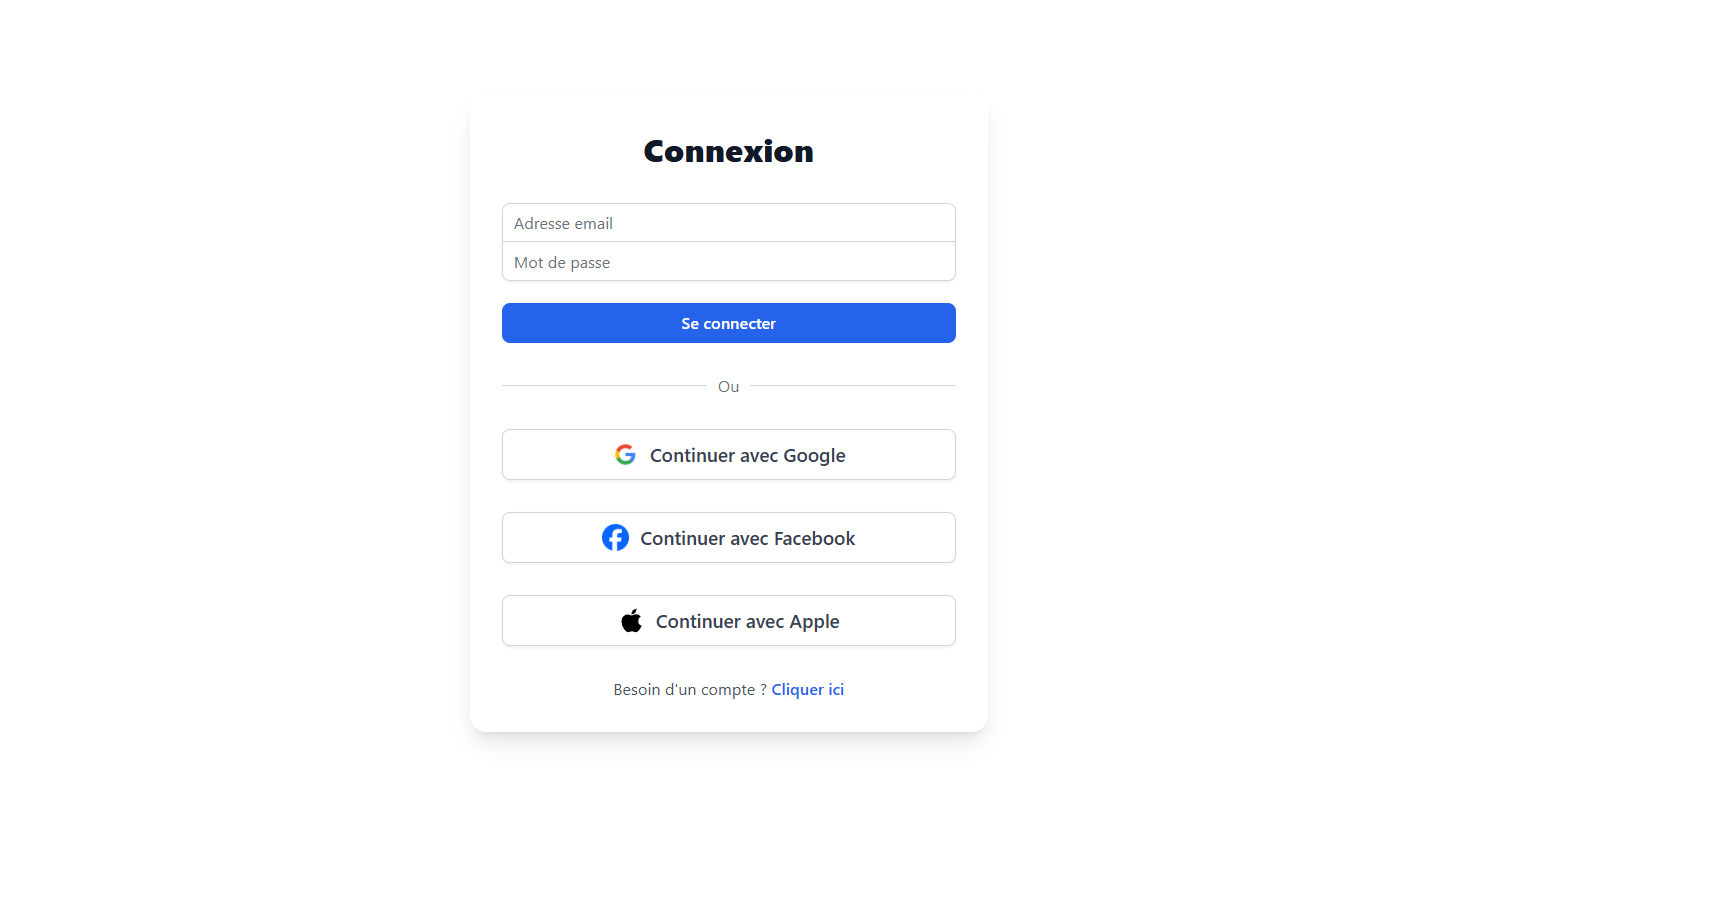 Connexion
Adresse email
Mot de passe
Se connecter
Ou
Continuer avec Google
Continuer avec Facebook
Continuer avec Apple
Besoin d'un compte ? Cliquer ici